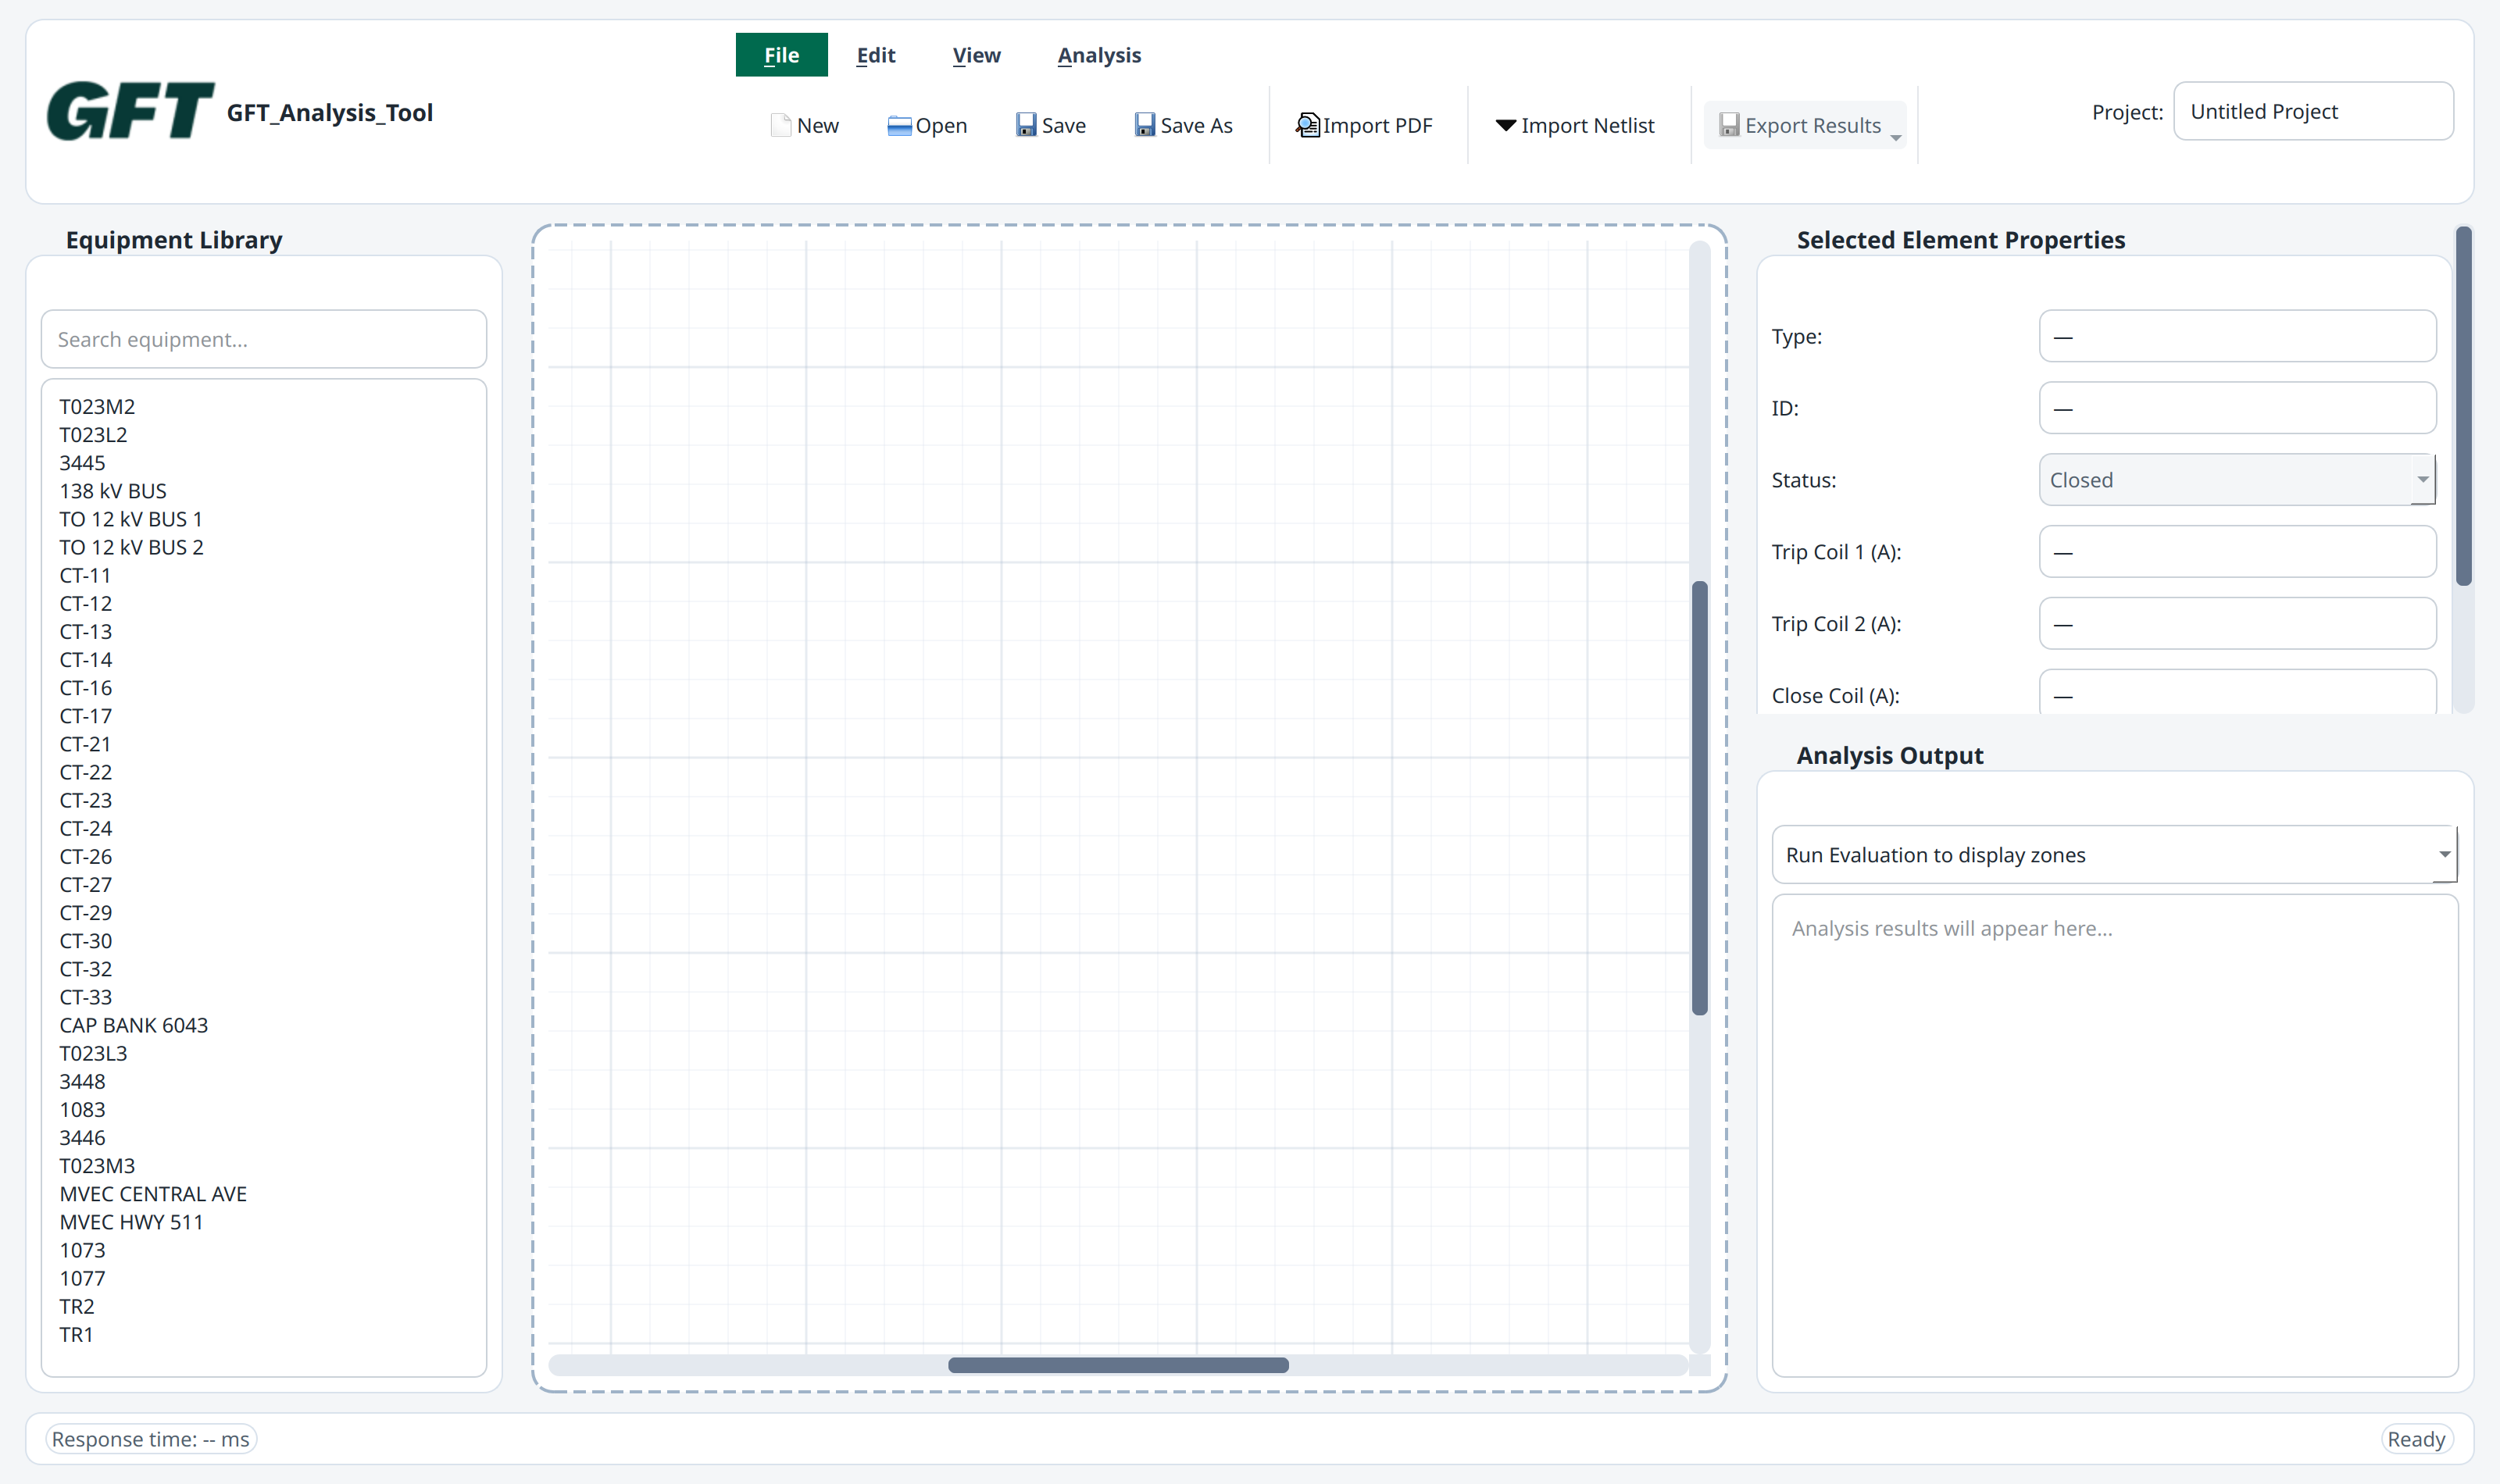 File Edit View Analysis
GFT GFT_Analysis_Tool
New Open Save Save As Import PDF Import Netlist Export Results
Project: Untitled Project
Equipment Library
Search equipment...
T023M2
T023L2
3445
138 kV BUS
TO 12 kV BUS 1
TO 12 kV BUS 2
CT-11
CT-12
CT-13
CT-14
CT-16
CT-17
CT-21
CT-22
CT-23
CT-24
CT-26
CT-27
CT-29
CT-30
CT-32
CT-33
CAP BANK 6043
T023L3
3448
1083
3446
T023M3
MVEC CENTRAL AVE
MVEC HWY 511
1073
1077
TR2
TR1
Selected Element Properties
Type: —
ID: —
Status: Closed
Trip Coil 1 (A): —
Trip Coil 2 (A): —
Close Coil (A): —
Analysis Output
Run Evaluation to display zones
Analysis results will appear here...
Response time: -- ms
Ready